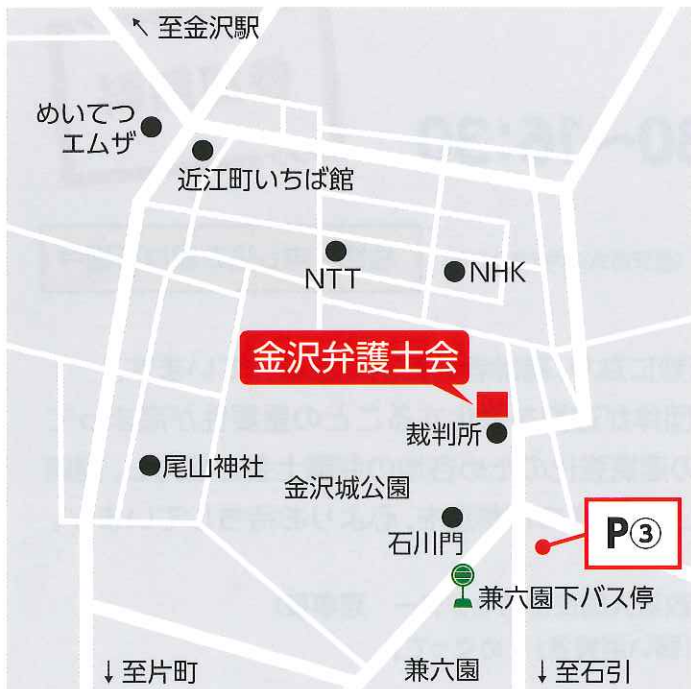 ↖ 至金沢駅
めいてつ
エムザ
近江町いちば館
NTT
NHK
金沢弁護士会
裁判所
尾山神社
金沢城公園
石川門
P③
兼六園下バス停
↓至片町
兼六園
↓至石引